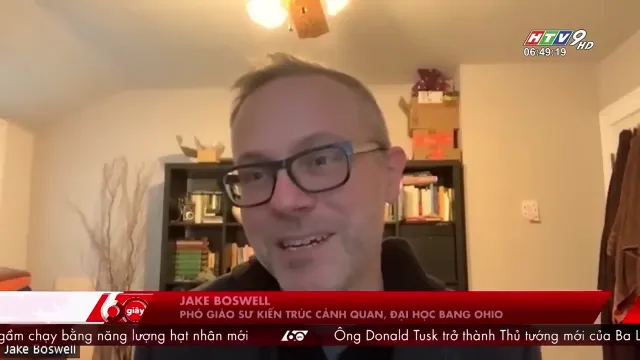 HTV9 HD
06:49:19
JAKE BOSWELL
PHÓ GIÁO SƯ KIẾN TRÚC CẢNH QUAN, ĐẠI HỌC BANG OHIO
60 giây
gầm chạy bằng năng lượng hạt nhân mới 60 Ông Donald Tusk trở thành Thủ tướng mới của Ba L
Jake Boswell